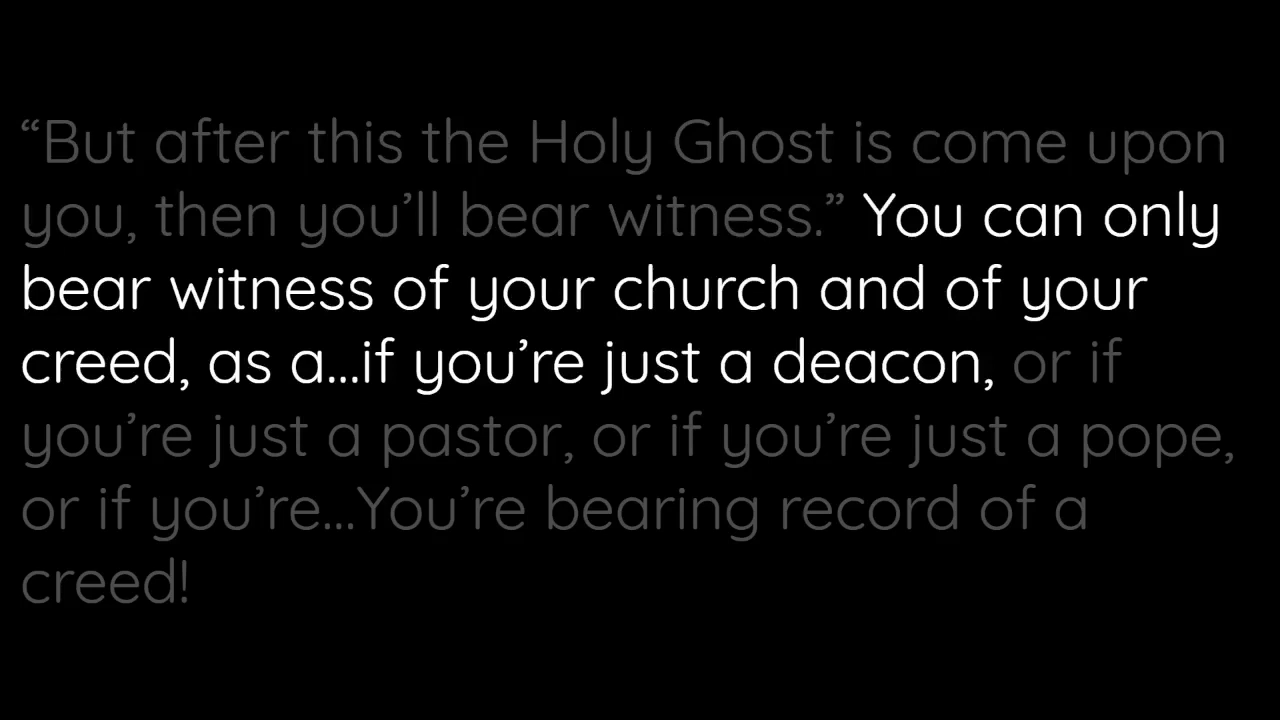 “But after this the Holy Ghost is come upon
you, then you’ll bear witness.” You can only
bear witness of your church and of your
creed, as a...if you’re just a deacon, or if
you’re just a pastor, or if you’re just a pope,
or if you’re...You’re bearing record of a
creed!